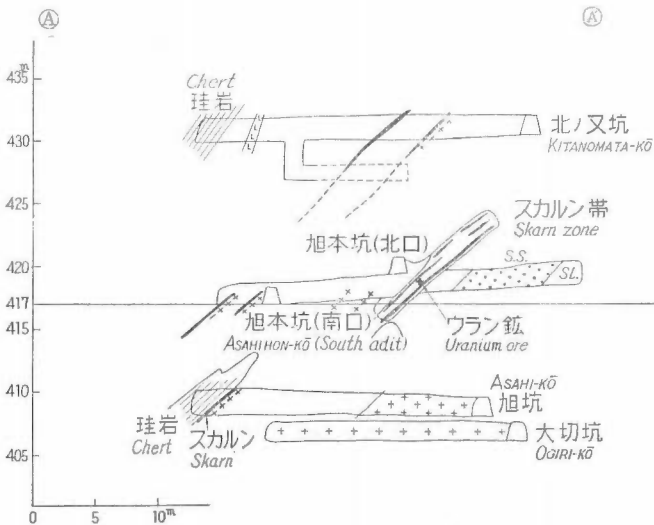 Ⓐ Ⓐ′
435m
Chert
珪岩
430
北ノ又坑
KITANOMATA-KŌ
425
スカルン帯
Skarn zone
旭本坑(北口)
420
S.S.
SL.
417
旭本坑(南口)
ASAHIHON-KŌ (South adit)
ウラン鉱
Uranium ore
415
410
ASAHI-KŌ
旭坑
珪岩
Chert
スカルン
Skarn
大切坑
OGIRI-KŌ
405
0 5 10m
L
L
L